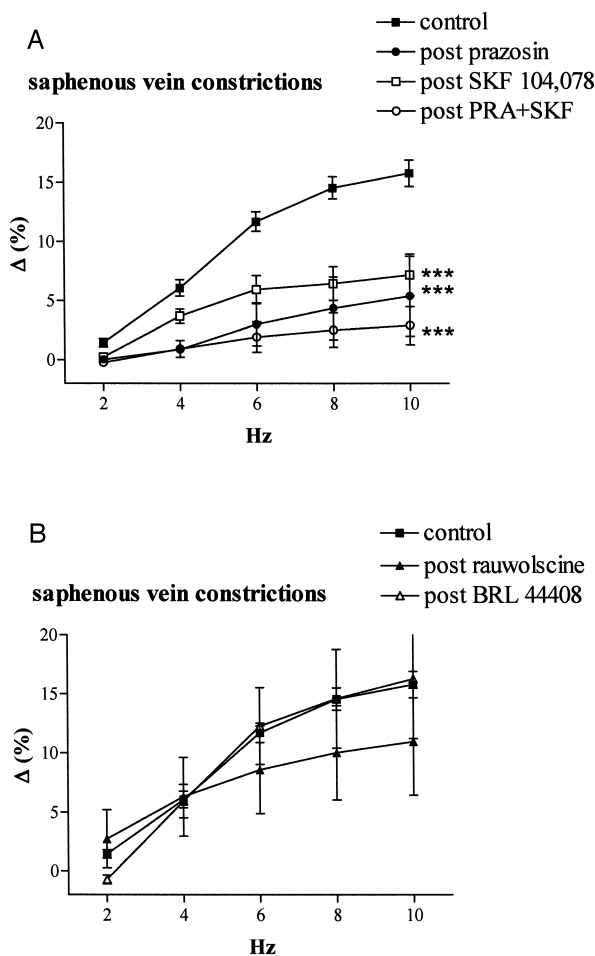 A
control
post prazosin
post SKF 104,078
post PRA+SKF
saphenous vein constrictions
20
15
10
5
0
Δ (%)
***
***
***
2 4 6 8 10
Hz
B
control
post rauwolscine
post BRL 44408
saphenous vein constrictions
20
15
10
5
0
Δ (%)
2 4 6 8 10
Hz